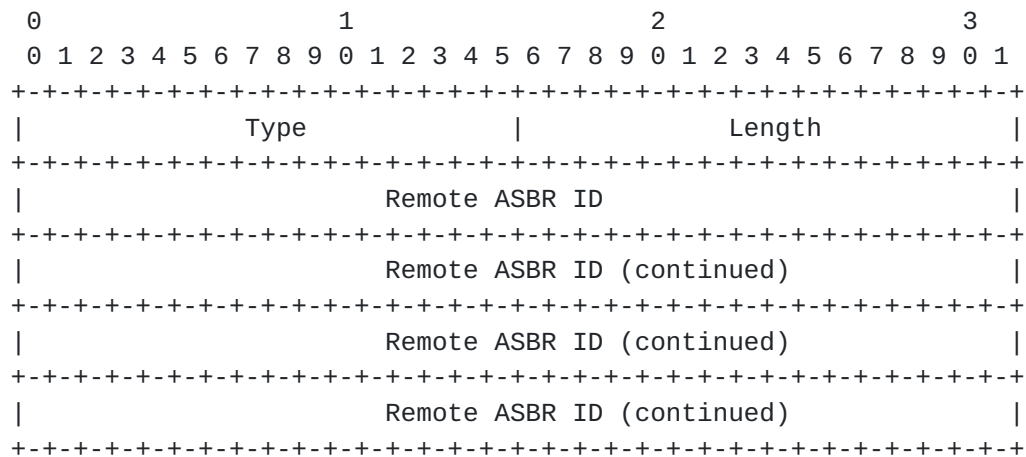 0                   1                   2                   3
 0 1 2 3 4 5 6 7 8 9 0 1 2 3 4 5 6 7 8 9 0 1 2 3 4 5 6 7 8 9 0 1
+-+-+-+-+-+-+-+-+-+-+-+-+-+-+-+-+-+-+-+-+-+-+-+-+-+-+-+-+-+-+-+-+
|              Type             |             Length            |
+-+-+-+-+-+-+-+-+-+-+-+-+-+-+-+-+-+-+-+-+-+-+-+-+-+-+-+-+-+-+-+-+
|                       Remote ASBR ID                          |
+-+-+-+-+-+-+-+-+-+-+-+-+-+-+-+-+-+-+-+-+-+-+-+-+-+-+-+-+-+-+-+-+
|                       Remote ASBR ID (continued)              |
+-+-+-+-+-+-+-+-+-+-+-+-+-+-+-+-+-+-+-+-+-+-+-+-+-+-+-+-+-+-+-+-+
|                       Remote ASBR ID (continued)              |
+-+-+-+-+-+-+-+-+-+-+-+-+-+-+-+-+-+-+-+-+-+-+-+-+-+-+-+-+-+-+-+-+
|                       Remote ASBR ID (continued)              |
+-+-+-+-+-+-+-+-+-+-+-+-+-+-+-+-+-+-+-+-+-+-+-+-+-+-+-+-+-+-+-+-+